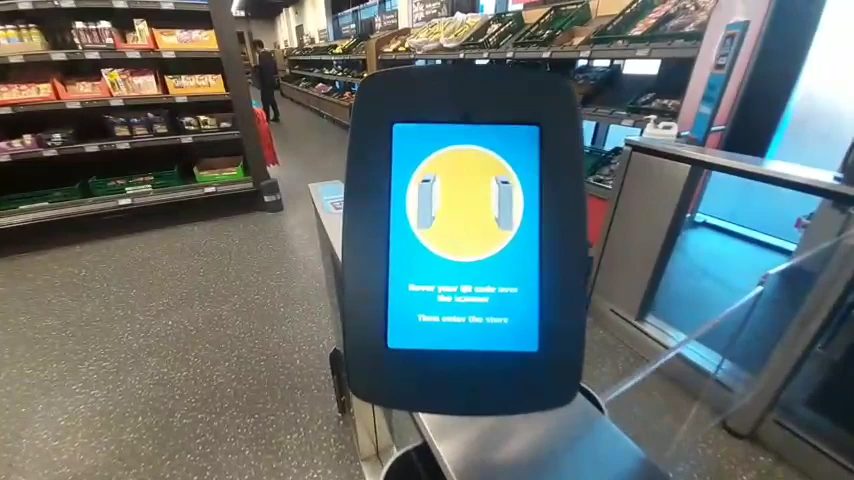 Hover your QR code over
the scanner
Then enter the store